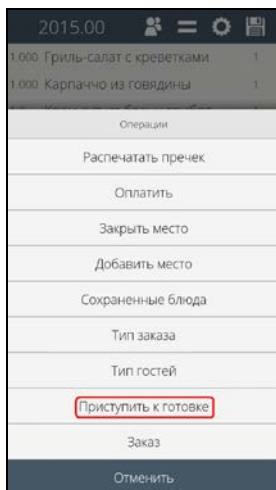 2015.00
1.000 Гриль-салат с креветками 1
1.000 Карпаччо из говядины 1
Операции
Распечатать пречек
Оплатить
Закрыть место
Добавить место
Сохраненные блюда
Тип заказа
Тип гостей
Приступить к готовке
Заказ
Отменить